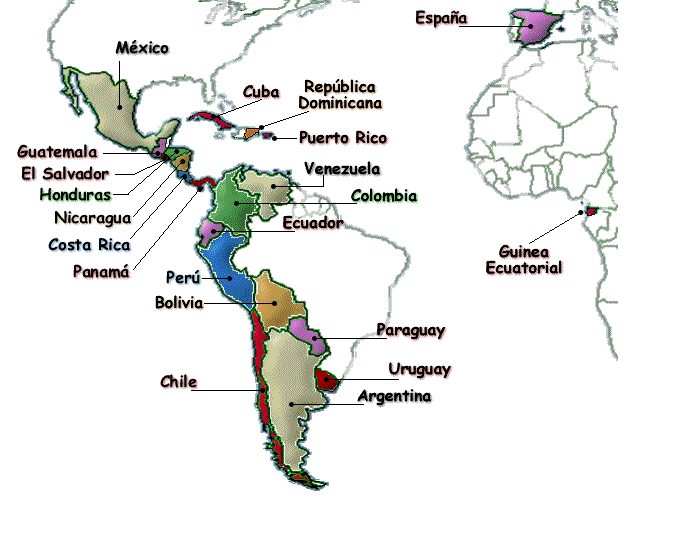 España
México
Cuba
República
Dominicana
Puerto Rico
Guatemala
El Salvador
Honduras
Nicaragua
Costa Rica
Panamá
Venezuela
Colombia
Ecuador
Guinea
Ecuatorial
Perú
Bolivia
Paraguay
Uruguay
Chile
Argentina